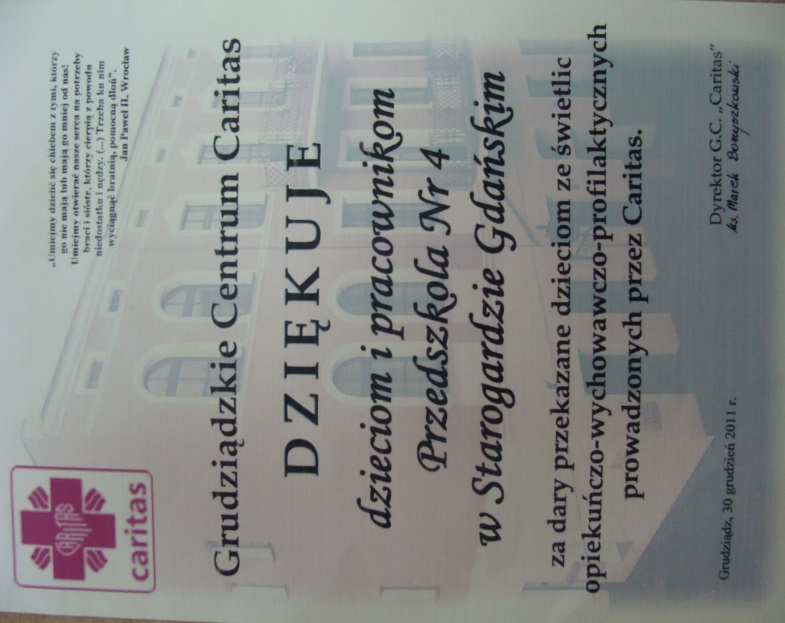 CARITAS
caritas
„Umiejmy dzielić się chlebem z tymi, którzy
go nie mają lub mają go mniej od nas!
Umiejmy otwierać nasze serca na potrzeby
braci i sióstr, którzy cierpią z powodu
niedostatku i nędzy. (...) Trzeba ku nim
wyciągnąć bratnią, pomocną dłoń”.
Jan Paweł II, Wrocław
Grudziądzkie Centrum Caritas
DZIĘKUJE
dzieciom i pracownikom
Przedszkola Nr 4
w Starogardzie Gdańskim
za dary przekazane dzieciom ze świetlic
opiekuńczo-wychowawczo-profilaktycznych
prowadzonych przez Caritas.
Grudziądz, 30 grudzień 2011 r.
Dyrektor G.C. „Caritas”
ks. Marek Borzyszkowski